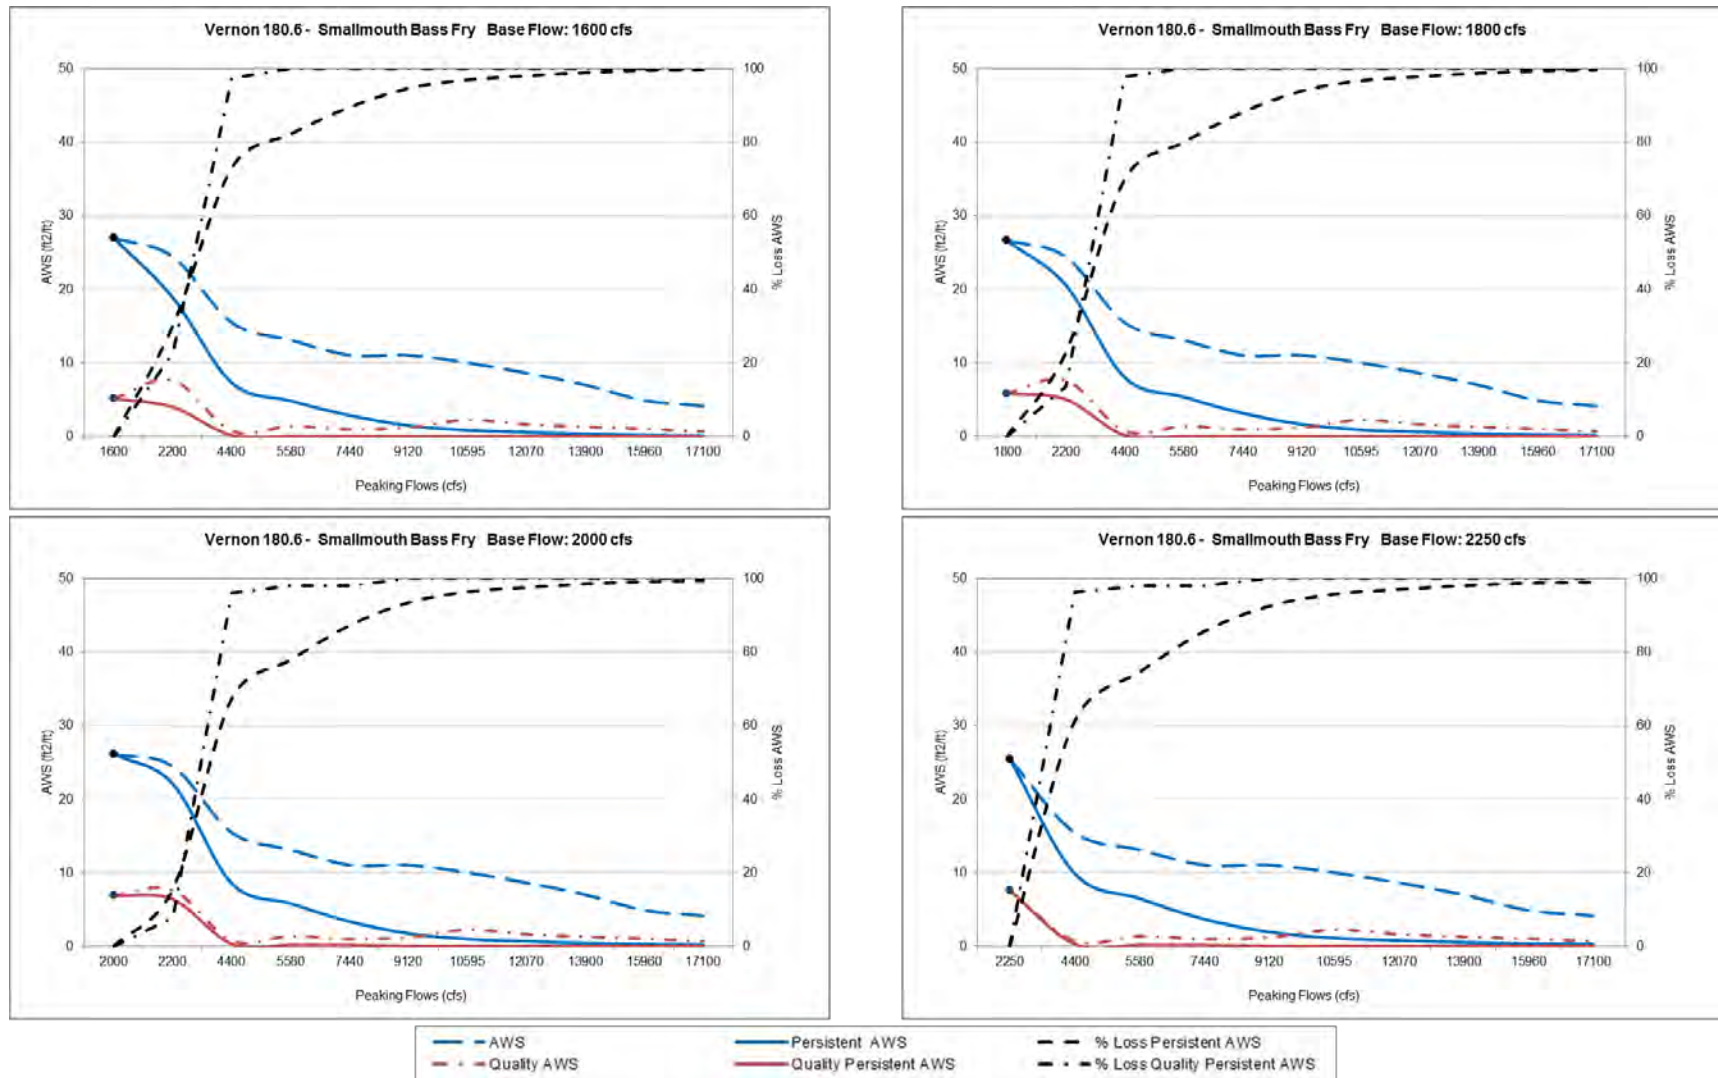 Vernon 180.6 - Smallmouth Bass Fry Base Flow: 1600 cfs
50
40
30
20
10
0
AWS (ft2/ft)
100
80
60
40
20
0
% Loss AWS
1600 2200 4400 5580 7440 9120 10595 12070 13900 15960 17100
Peaking Flows (cfs)
Vernon 180.6 - Smallmouth Bass Fry Base Flow: 1800 cfs
50
40
30
20
10
0
AWS (ft2/ft)
100
80
60
40
20
0
% Loss AWS
1800 2200 4400 5580 7440 9120 10595 12070 13900 15960 17100
Peaking Flows (cfs)
Vernon 180.6 - Smallmouth Bass Fry Base Flow: 2000 cfs
50
40
30
20
10
0
AWS (ft2/ft)
100
80
60
40
20
0
% Loss AWS
2000 2200 4400 5580 7440 9120 10595 12070 13900 15960 17100
Peaking Flows (cfs)
Vernon 180.6 - Smallmouth Bass Fry Base Flow: 2250 cfs
50
40
30
20
10
0
AWS (ft2/ft)
100
80
60
40
20
0
% Loss AWS
2250 4400 5580 7440 9120 10595 12070 13900 15960 17100
Peaking Flows (cfs)
AWS Persistent AWS % Loss Persistent AWS
Quality AWS Quality Persistent AWS % Loss Quality Persistent AWS